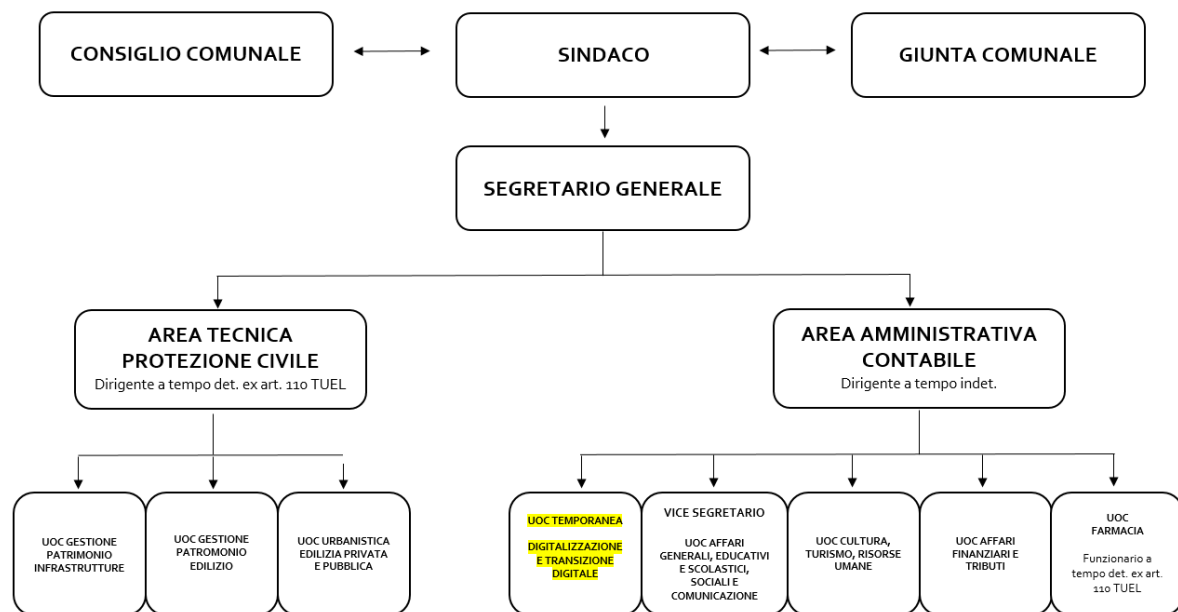 CONSIGLIO COMUNALE
SINDACO
GIUNTA COMUNALE
SEGRETARIO GENERALE
AREA TECNICA
PROTEZIONE CIVILE
Dirigente a tempo det. ex art. 110 TUEL
AREA AMMINISTRATIVA
CONTABILE
Dirigente a tempo indet.
UOC GESTIONE
PATRIMONIO
INFRASTRUTTURE
UOC GESTIONE
PATROMONIO
EDILIZIO
UOC URBANISTICA
EDILIZIA PRIVATA
E PUBBLICA
UOC TEMPORANEA
DIGITALIZZAZIONE
E TRANSIZIONE
DIGITALE
VICE SEGRETARIO
UOC AFFARI
GENERALI, EDUCATIVI
E SCOLASTICI,
SOCIALI E
COMUNICAZIONE
UOC CULTURA,
TURISMO, RISORSE
UMANE
UOC AFFARI
FINANZIARI E
TRIBUTI
UOC
FARMACIA
Funzionario a
tempo det. ex art.
110 TUEL